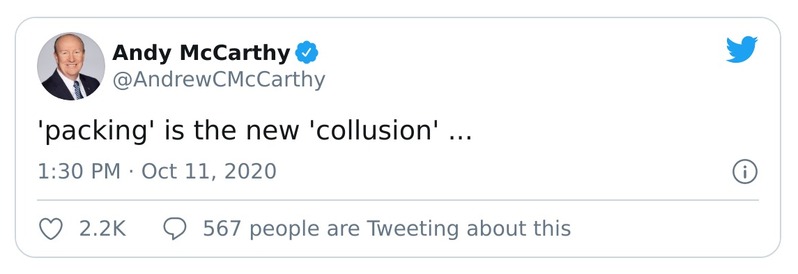 Andy McCarthy
@AndrewCMcCarthy
'packing' is the new 'collusion' ...
1:30 PM · Oct 11, 2020
2.2K 567 people are Tweeting about this